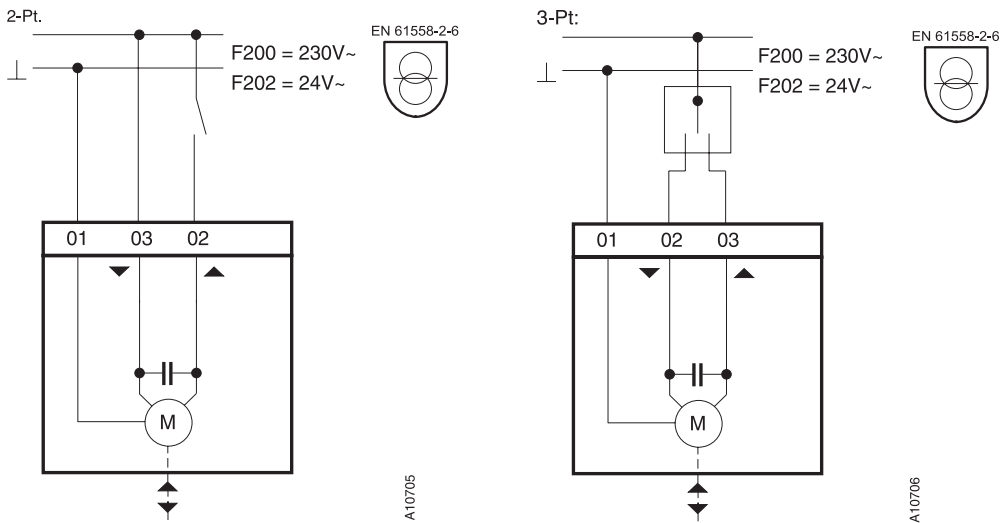 2-Pt.
EN 61558-2-6
F200 = 230V~
F202 = 24V~
01 03 02
M
A10705
3-Pt:
EN 61558-2-6
F200 = 230V~
F202 = 24V~
01 02 03
M
A10706